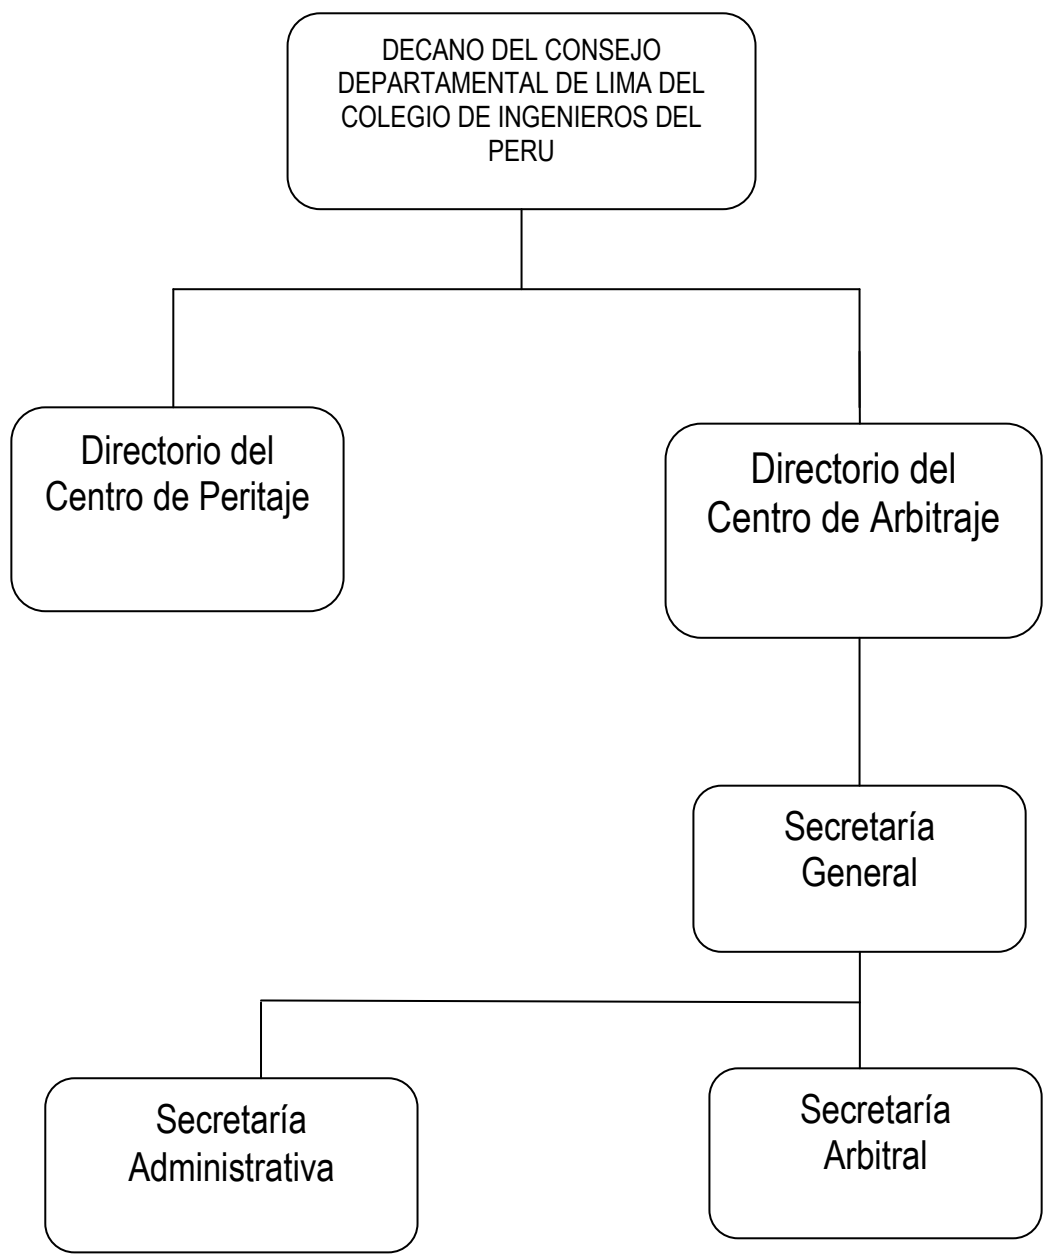 DECANO DEL CONSEJO
DEPARTAMENTAL DE LIMA DEL
COLEGIO DE INGENIEROS DEL
PERU
Directorio del
Centro de Peritaje
Directorio del
Centro de Arbitraje
Secretaría
General
Secretaría
Administrativa
Secretaría
Arbitral